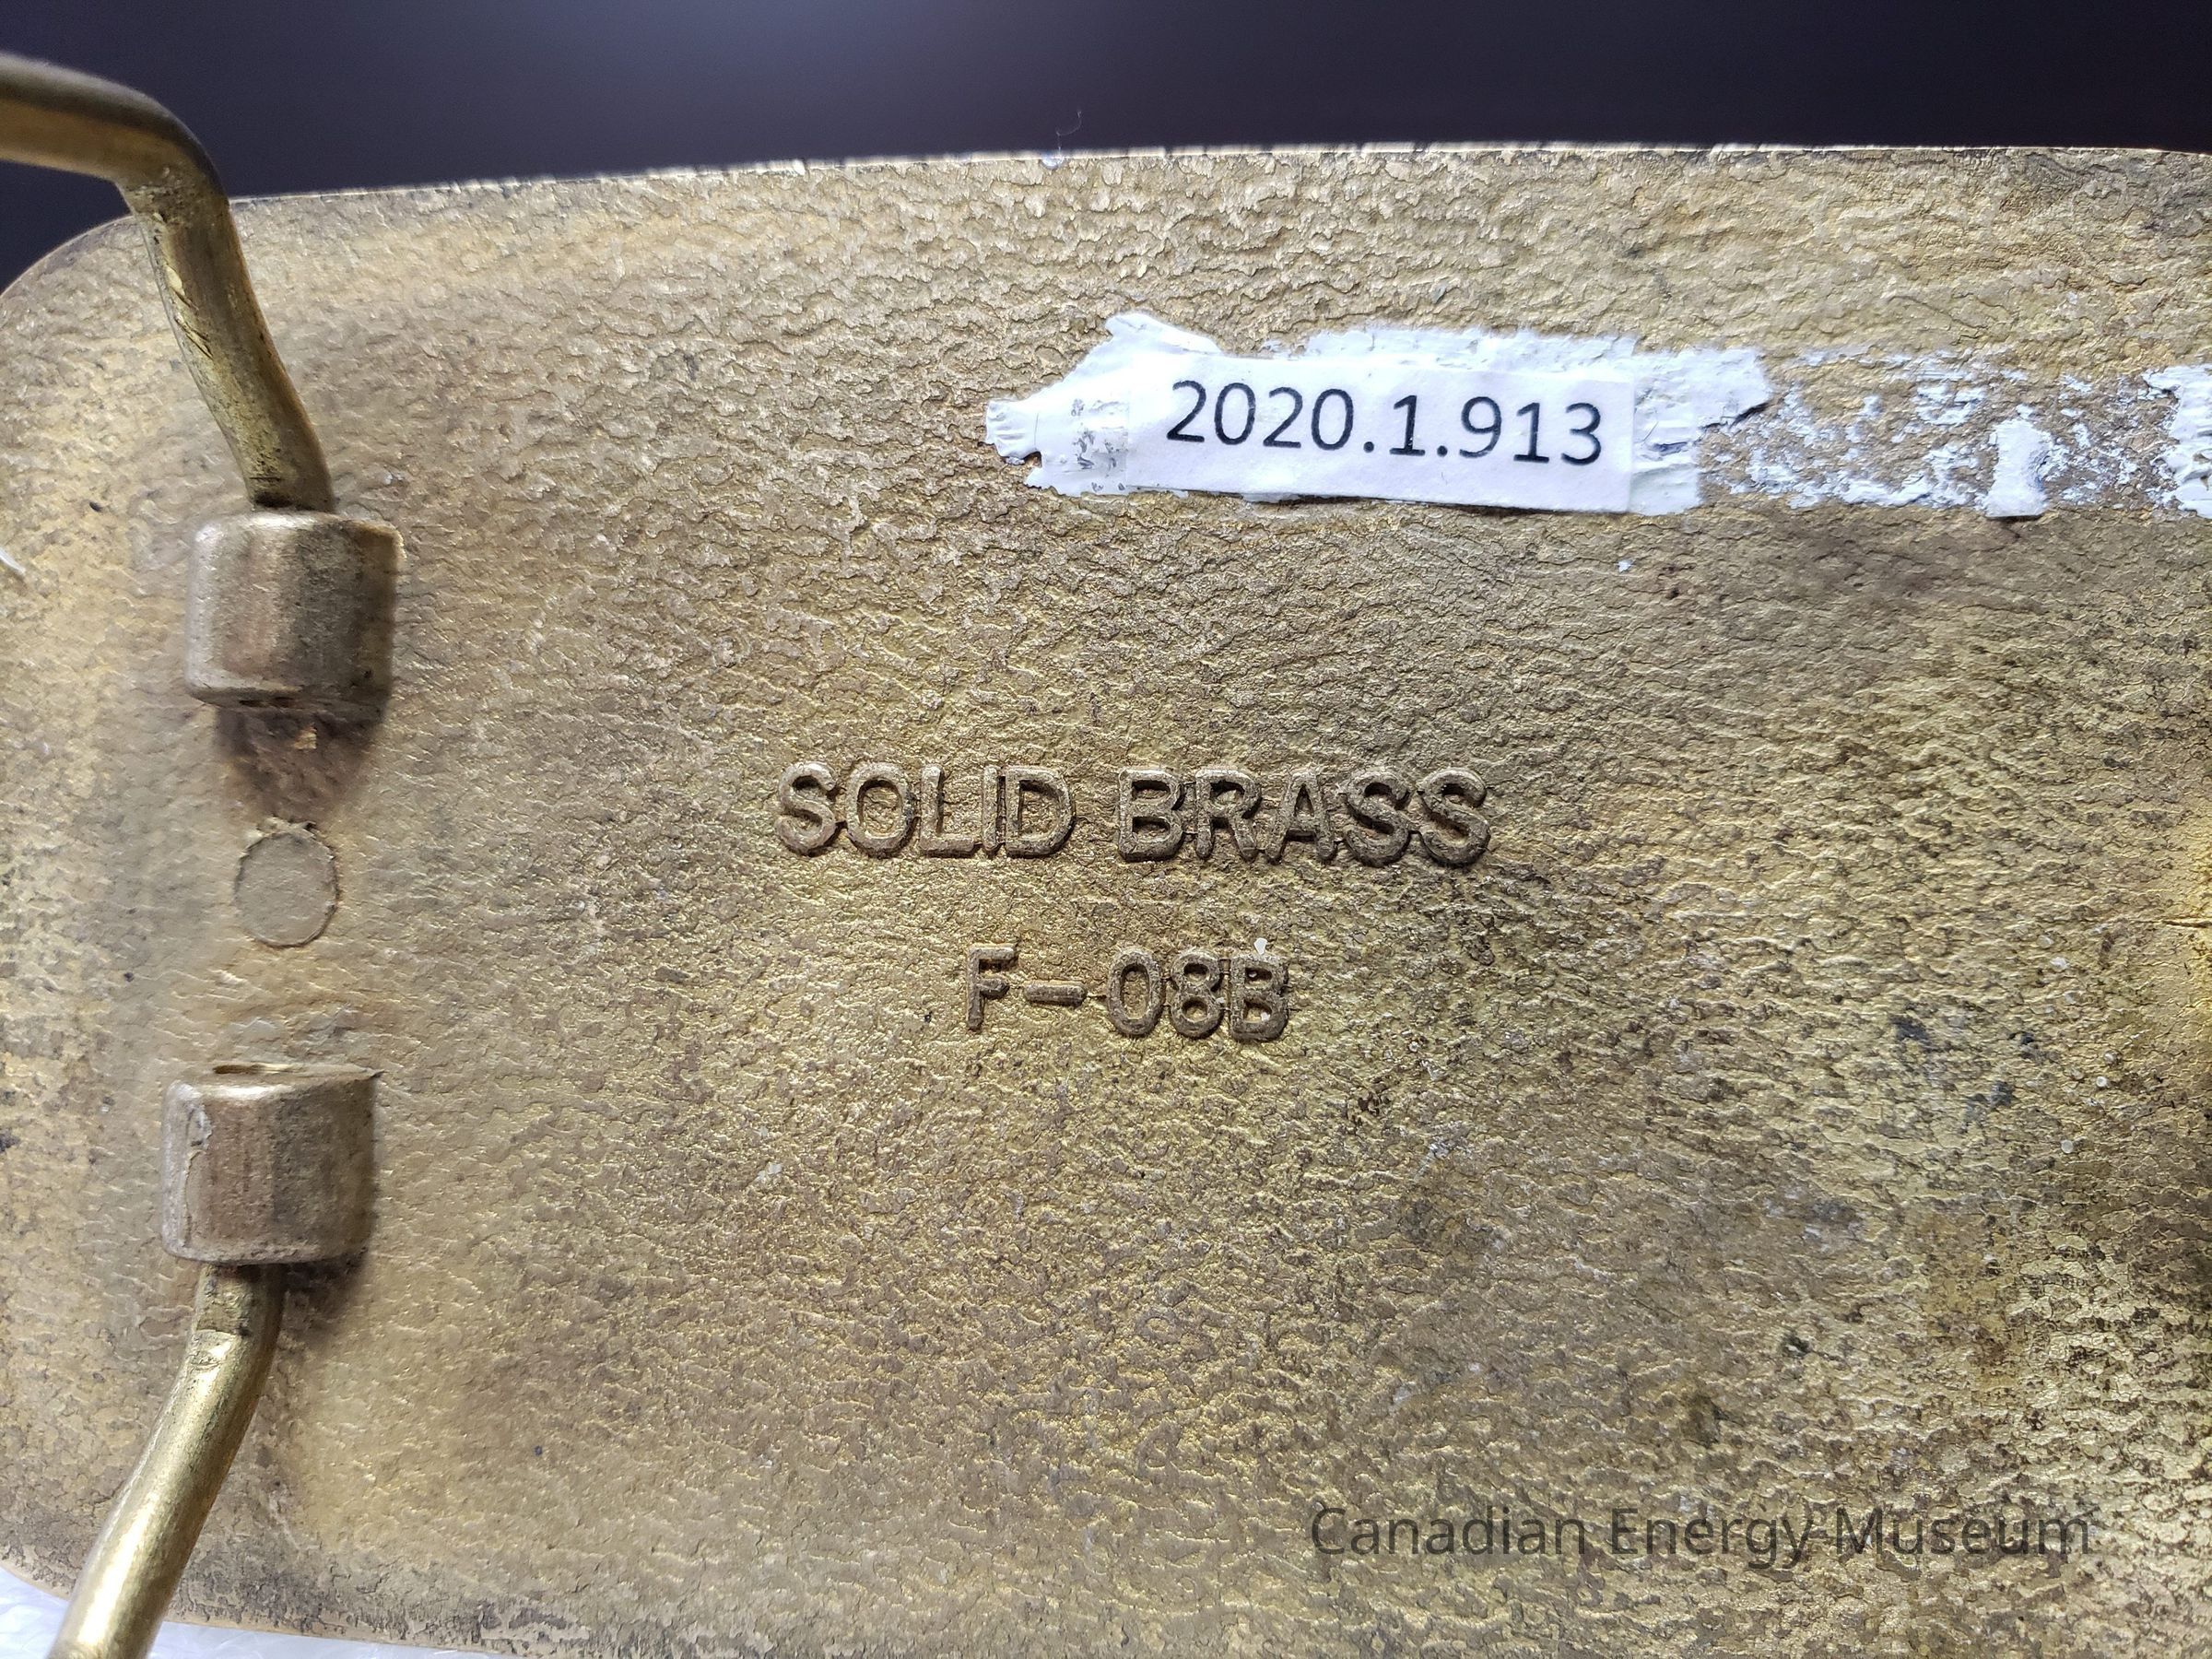 2020.1.913
SOLID BRASS
F-08B
Canadian Energy Museum